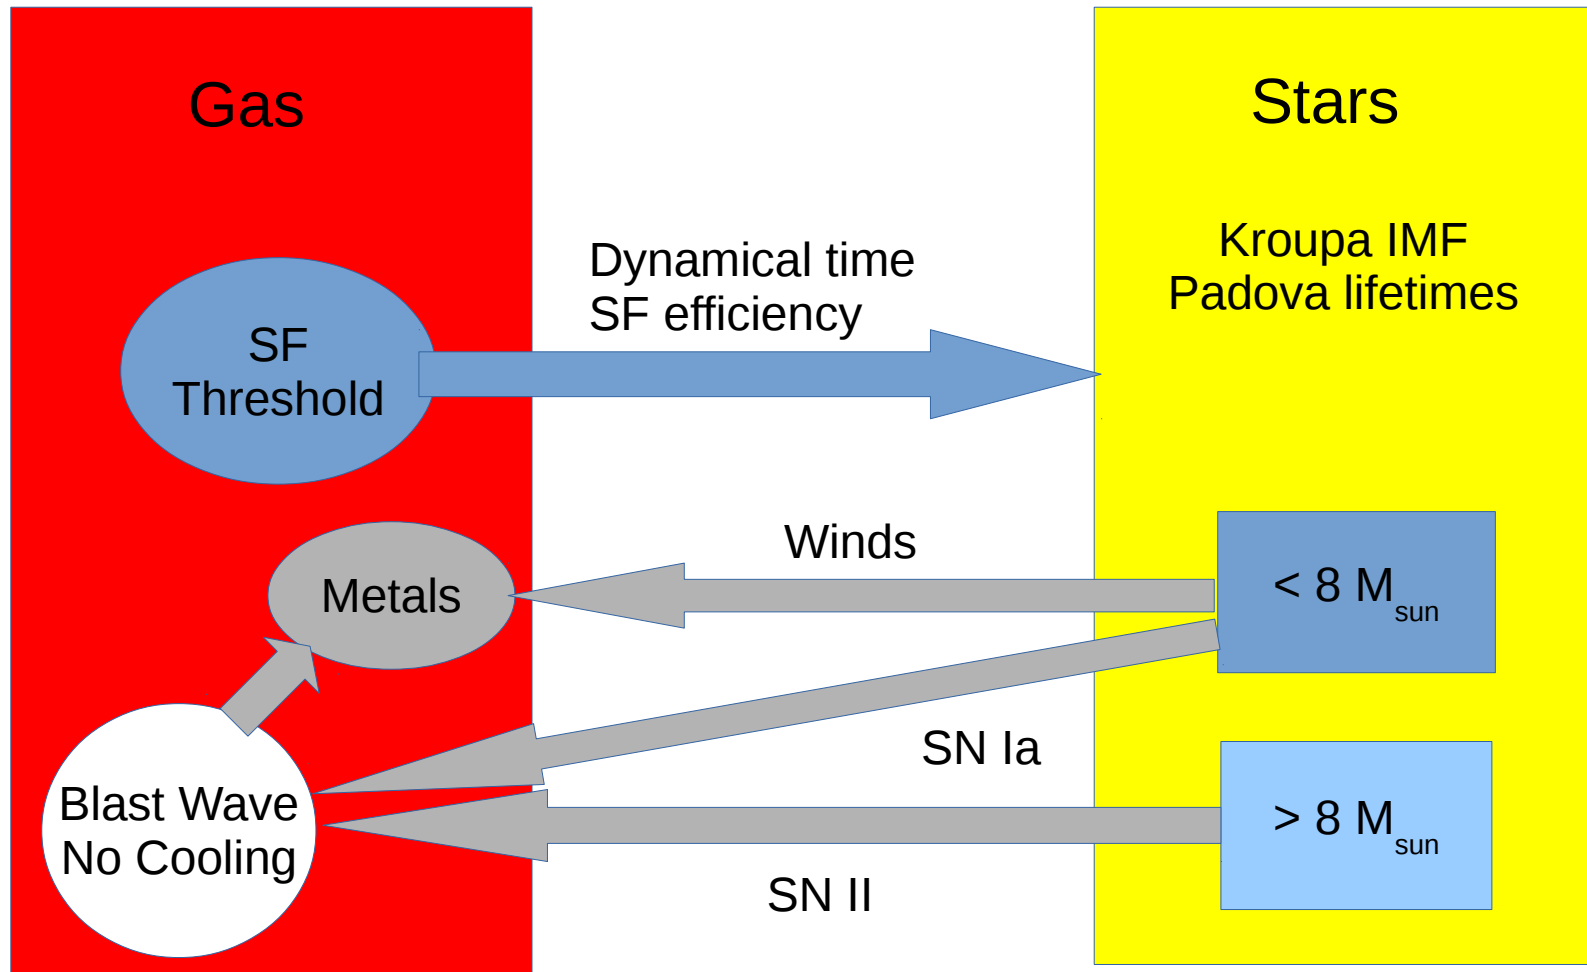 Gas
Stars
Kroupa IMF
Padova lifetimes
Dynamical time
SF efficiency
SF
Threshold
Winds
Metals
< 8 Msun
SN Ia
Blast Wave
No Cooling
> 8 Msun
SN II